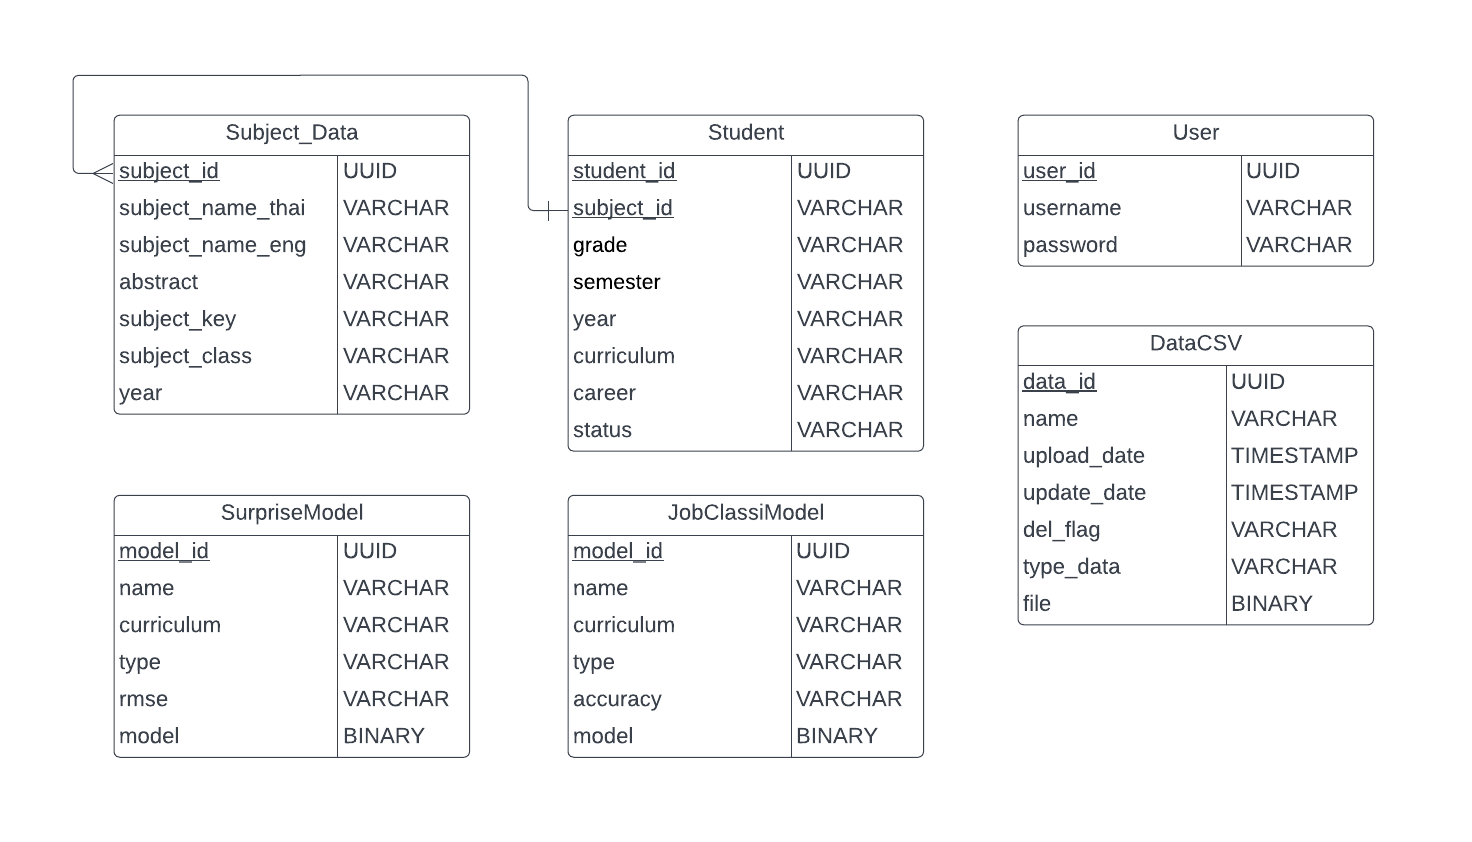 Subject_Data
subject_id UUID
subject_name_thai VARCHAR
subject_name_eng VARCHAR
abstract VARCHAR
subject_key VARCHAR
subject_class VARCHAR
year VARCHAR
Student
student_id UUID
subject_id VARCHAR
grade VARCHAR
semester VARCHAR
year VARCHAR
curriculum VARCHAR
career VARCHAR
status VARCHAR
User
user_id UUID
username VARCHAR
password VARCHAR
DataCSV
data_id UUID
name VARCHAR
upload_date TIMESTAMP
update_date TIMESTAMP
del_flag VARCHAR
type_data VARCHAR
file BINARY
SurpriseModel
model_id UUID
name VARCHAR
curriculum VARCHAR
type VARCHAR
rmse VARCHAR
model BINARY
JobClassiModel
model_id UUID
name VARCHAR
curriculum VARCHAR
type VARCHAR
accuracy VARCHAR
model BINARY